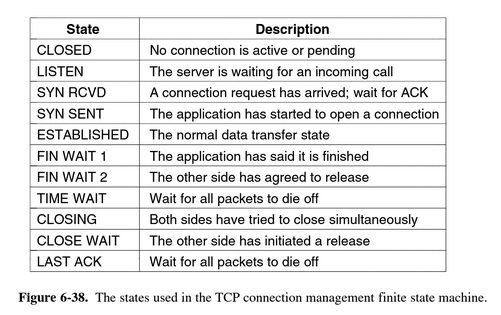 State Description
CLOSED No connection is active or pending
LISTEN The server is waiting for an incoming call
SYN RCVD A connection request has arrived; wait for ACK
SYN SENT The application has started to open a connection
ESTABLISHED The normal data transfer state
FIN WAIT 1 The application has said it is finished
FIN WAIT 2 The other side has agreed to release
TIME WAIT Wait for all packets to die off
CLOSING Both sides have tried to close simultaneously
CLOSE WAIT The other side has initiated a release
LAST ACK Wait for all packets to die off
Figure 6-38. The states used in the TCP connection management finite state machine.